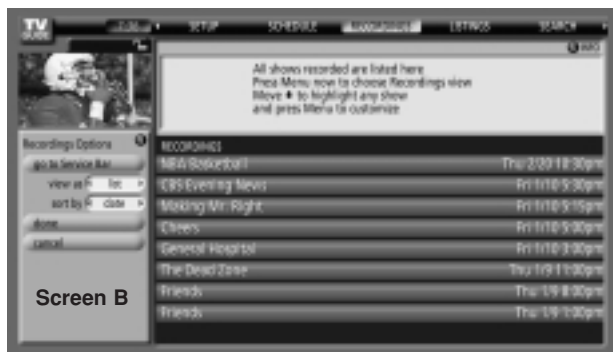 TV
GUIDE
SETUP SCHEDULE RECORDINGS LISTINGS SEARCH
INFO
All shows recorded are listed here
Press Menu now to choose Recordings view
Move to highlight any show
and press Menu to customize
Recordings Options
go to Service Bar
view as list
sort by date
done
cancel
Screen B
RECORDINGS
NBA Basketball Thu 2/20 10:30pm
CBS Evening News Fri 1/10 5:30pm
Making Mr. Right Fri 1/10 5:15pm
Cheers Fri 1/10 5:00pm
General Hospital Fri 1/10 3:00pm
The Dead Zone Thu 1/9 11:00pm
Friends Thu 1/9 8:00pm
Friends Thu 1/9 1:00pm